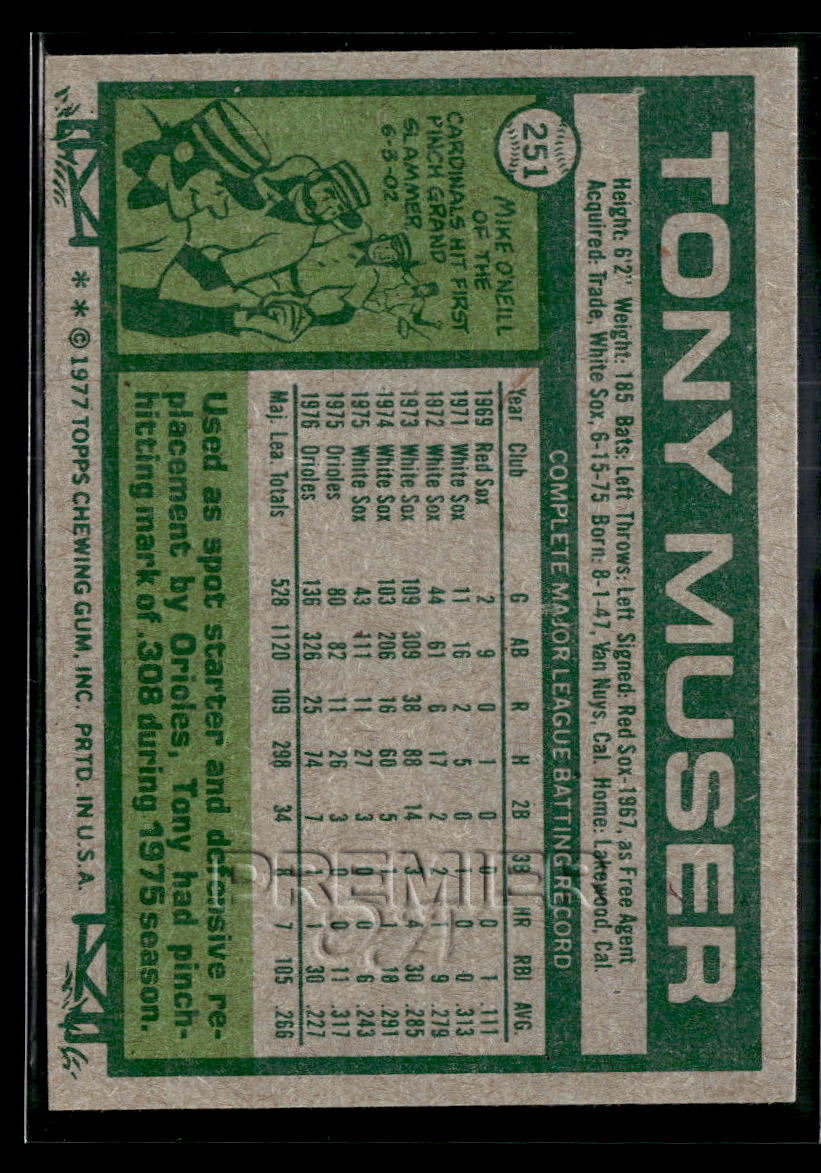 TONY MUSER
251
Height: 6'2" Weight: 185 Bats: Left Throws: Left Signed: Red Sox-1967, as Free Agent
Acquired: Trade, White Sox, 6-15-75 Born: 8-1-47, Van Nuys, Cal. Home: Lakewood, Cal.
MIKE O'NEILL
OF THE
CARDINALS HIT FIRST
PINCH GRAND
SLAMMER
6-3-02
COMPLETE MAJOR LEAGUE BATTING RECORD
Year Club G AB R H 2B 3B HR RBI AVG.
1969 Red Sox 2 9 0 1 0 0 0 1 .111
1971 White Sox 11 16 2 5 0 1 0 0 .313
1972 White Sox 44 61 6 17 2 2 1 9 .279
1973 White Sox 109 309 38 88 14 3 4 30 .285
1974 White Sox 103 206 16 60 5 1 1 18 .291
1975 White Sox 43 111 11 27 3 0 0 6 .243
1975 Orioles 80 82 11 26 3 0 0 11 .317
1976 Orioles 136 326 25 74 7 1 1 30 .227
Maj. Lea. Totals 528 1120 109 298 34 8 7 105 .266
Used as spot starter and defensive re-
placement by Orioles, Tony had pinch-
hitting mark of .308 during 1975 season.
* * © 1977 TOPPS CHEWING GUM, INC. PRTD. IN U.S.A.
PREMIER